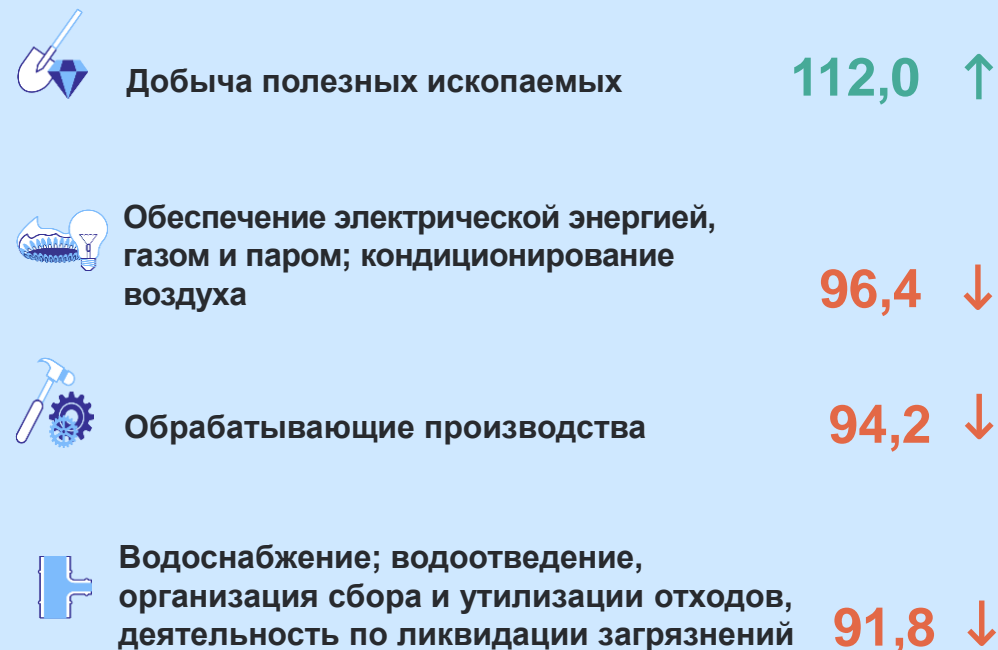 Добыча полезных ископаемых
112,0 ↑
Обеспечение электрической энергией,
газом и паром; кондиционирование
воздуха
96,4 ↓
Обрабатывающие производства
94,2 ↓
Водоснабжение; водоотведение,
организация сбора и утилизации отходов,
деятельность по ликвидации загрязнений
91,8 ↓